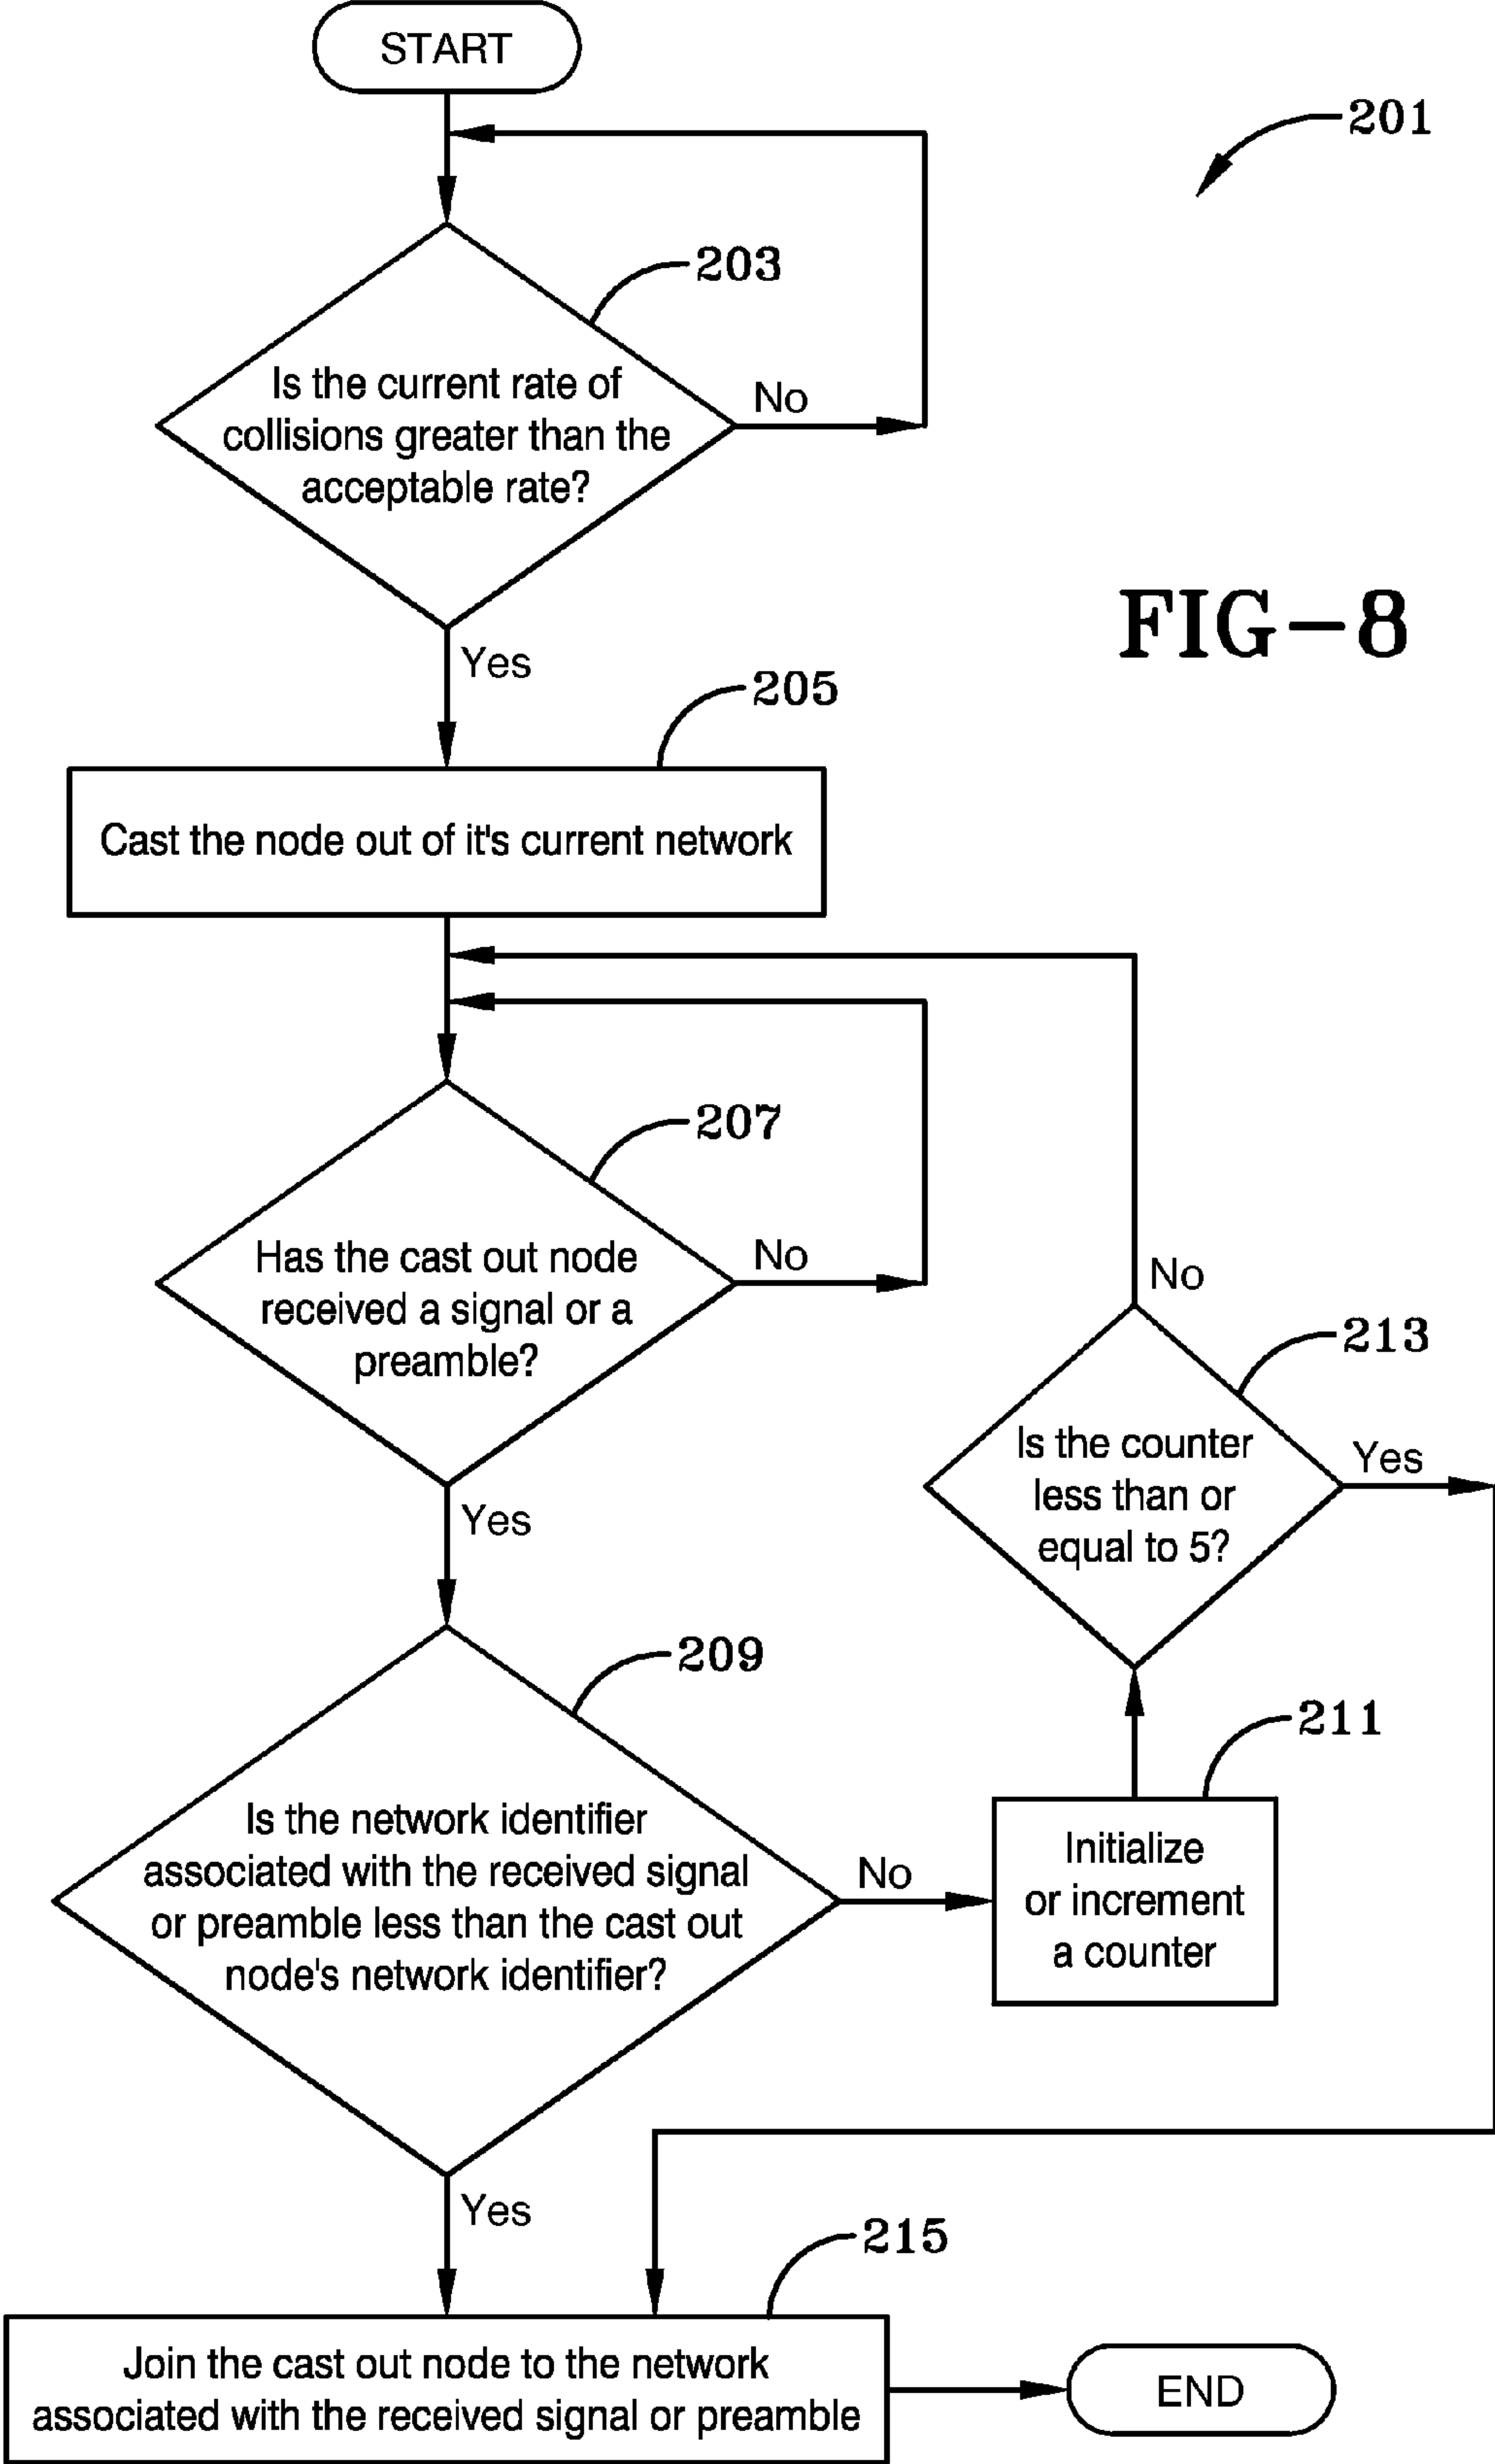 START
201
203
Is the current rate of
collisions greater than the
acceptable rate?
No
FIG-8
Yes
205
Cast the node out of it's current network
207
Has the cast out node
received a signal or a
preamble?
No
No
213
Is the counter
less than or
equal to 5?
Yes
Yes
209
211
Is the network identifier
associated with the received signal
or preamble less than the cast out
node's network identifier?
No
Initialize
or increment
a counter
Yes
215
Join the cast out node to the network
associated with the received signal or preamble
END